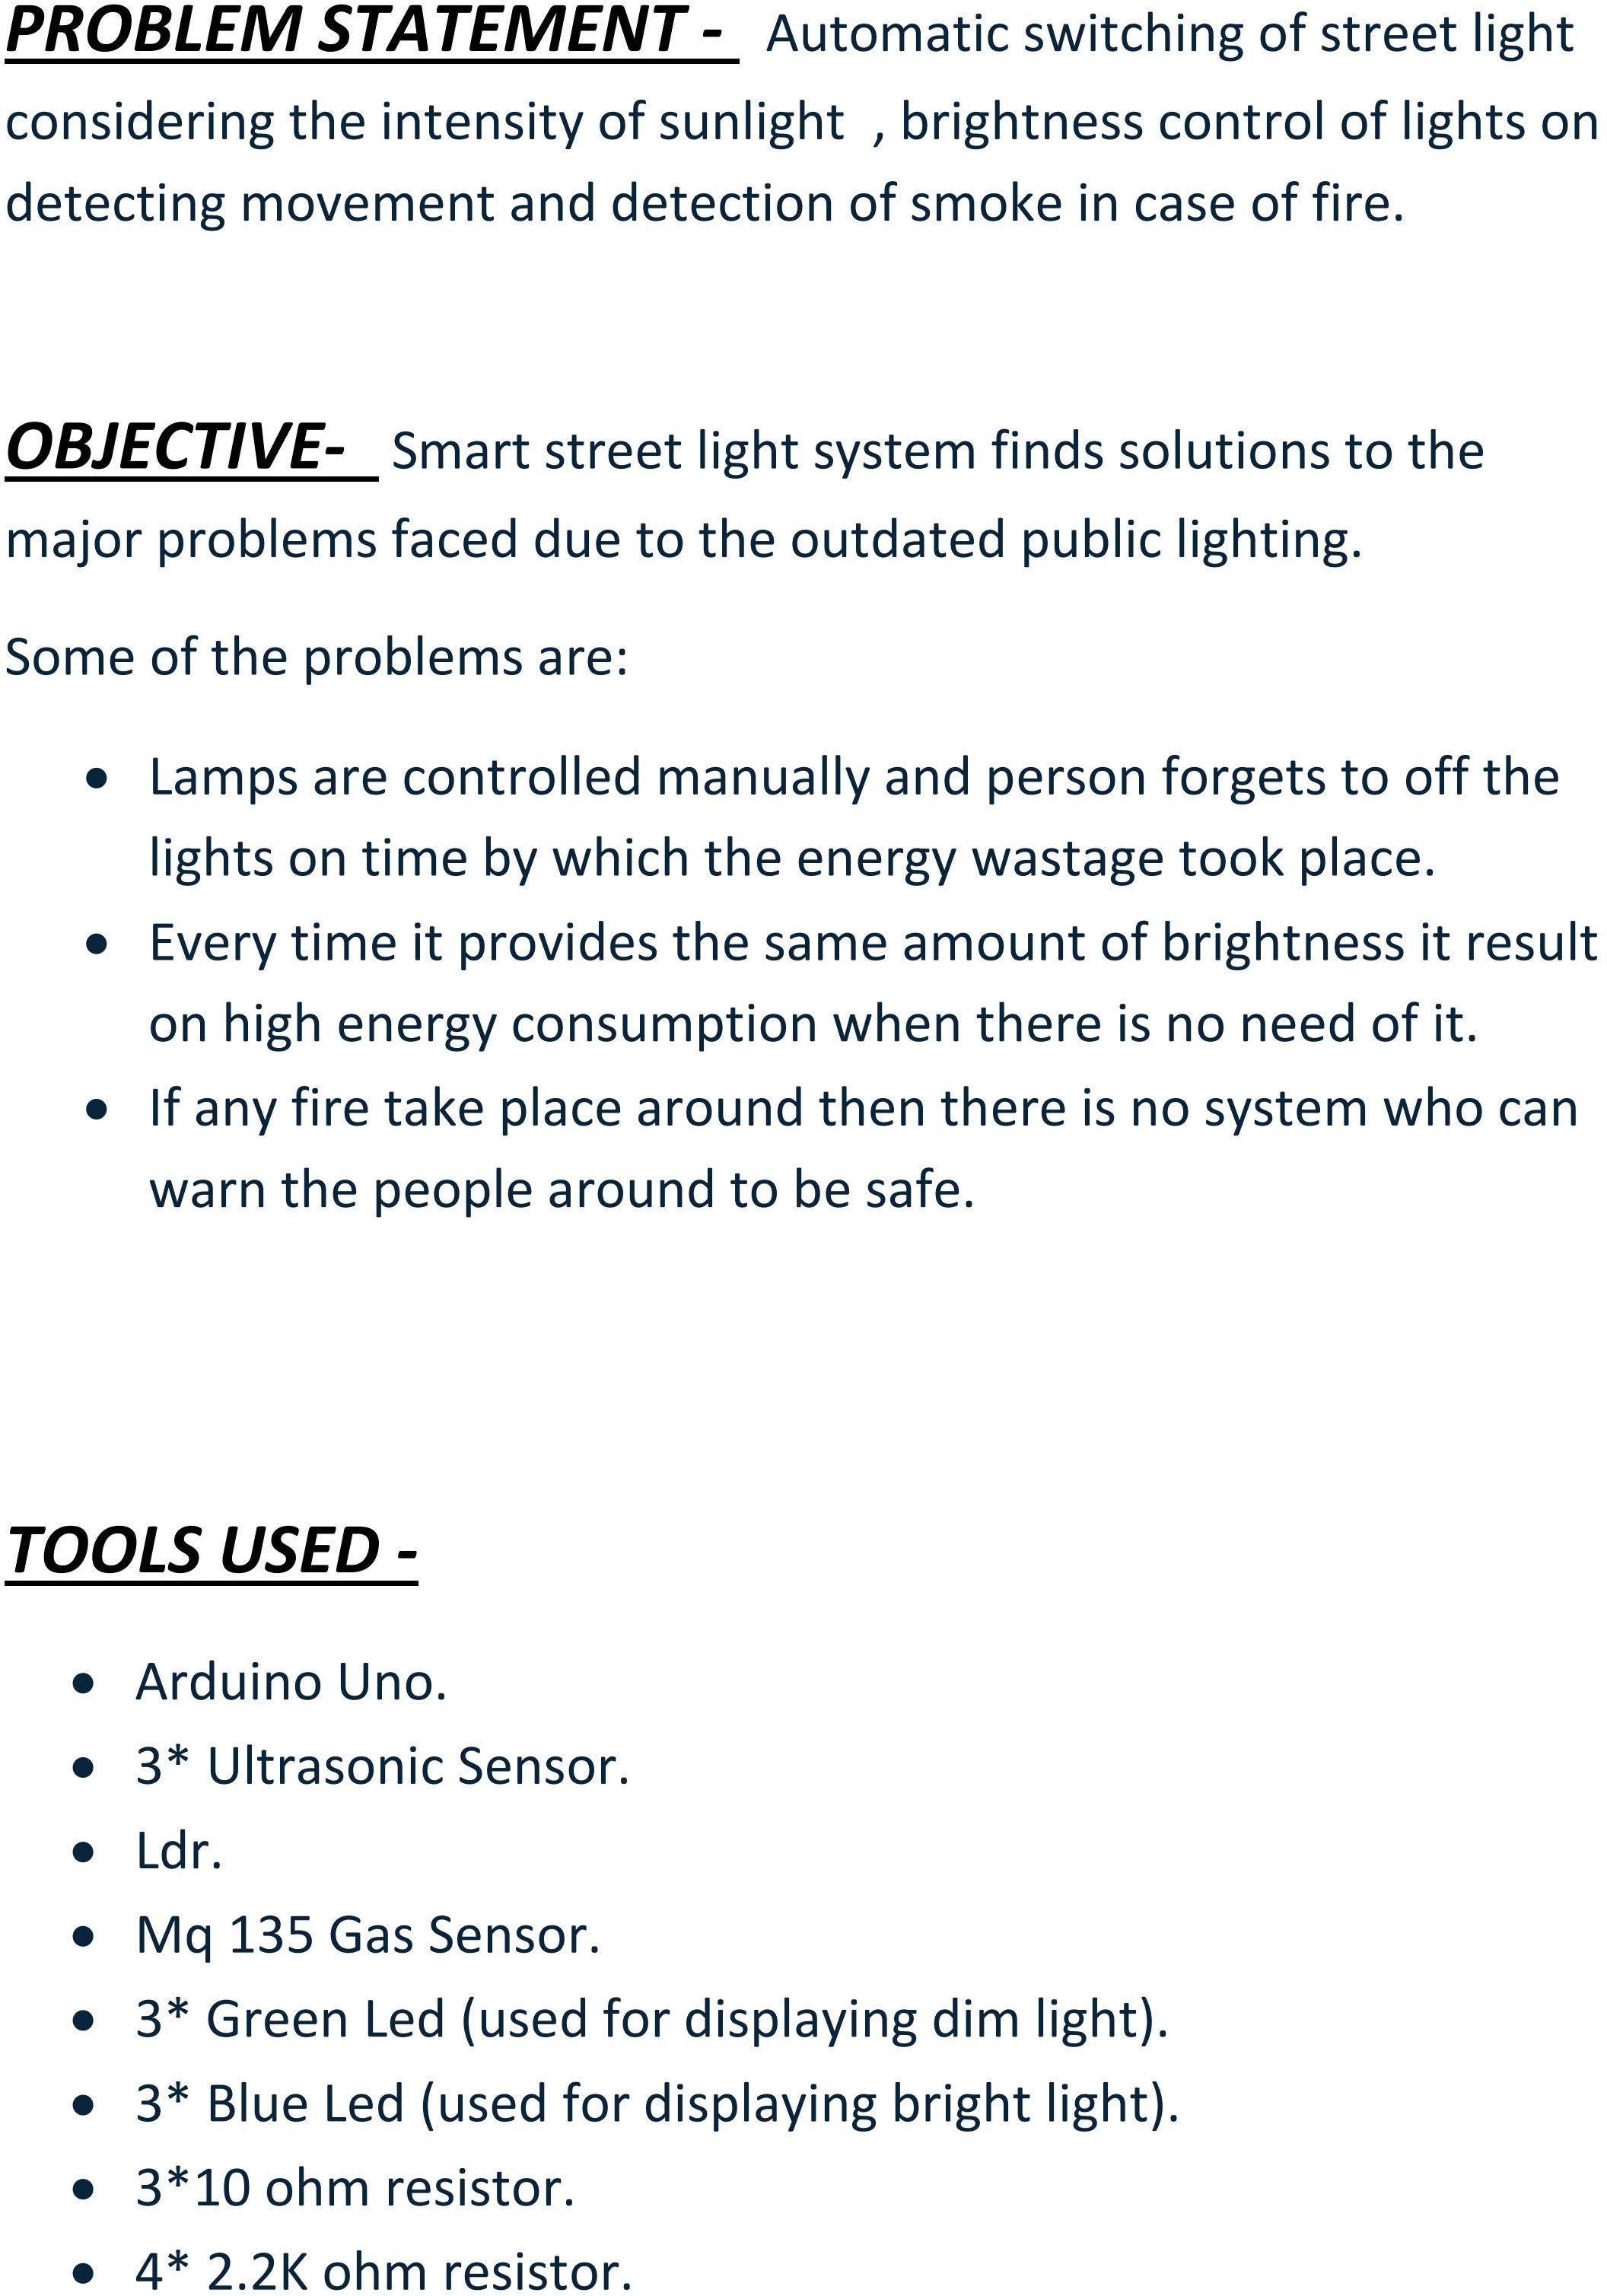 PROBLEM STATEMENT - Automatic switching of street light
considering the intensity of sunlight , brightness control of lights on
detecting movement and detection of smoke in case of fire.
OBJECTIVE- Smart street light system finds solutions to the
major problems faced due to the outdated public lighting.
Some of the problems are:
• Lamps are controlled manually and person forgets to off the
lights on time by which the energy wastage took place.
• Every time it provides the same amount of brightness it result
on high energy consumption when there is no need of it.
• If any fire take place around then there is no system who can
warn the people around to be safe.
TOOLS USED -
• Arduino Uno.
• 3* Ultrasonic Sensor.
• Ldr.
• Mq 135 Gas Sensor.
• 3* Green Led (used for displaying dim light).
• 3* Blue Led (used for displaying bright light).
• 3*10 ohm resistor.
• 4* 2.2K ohm resistor.